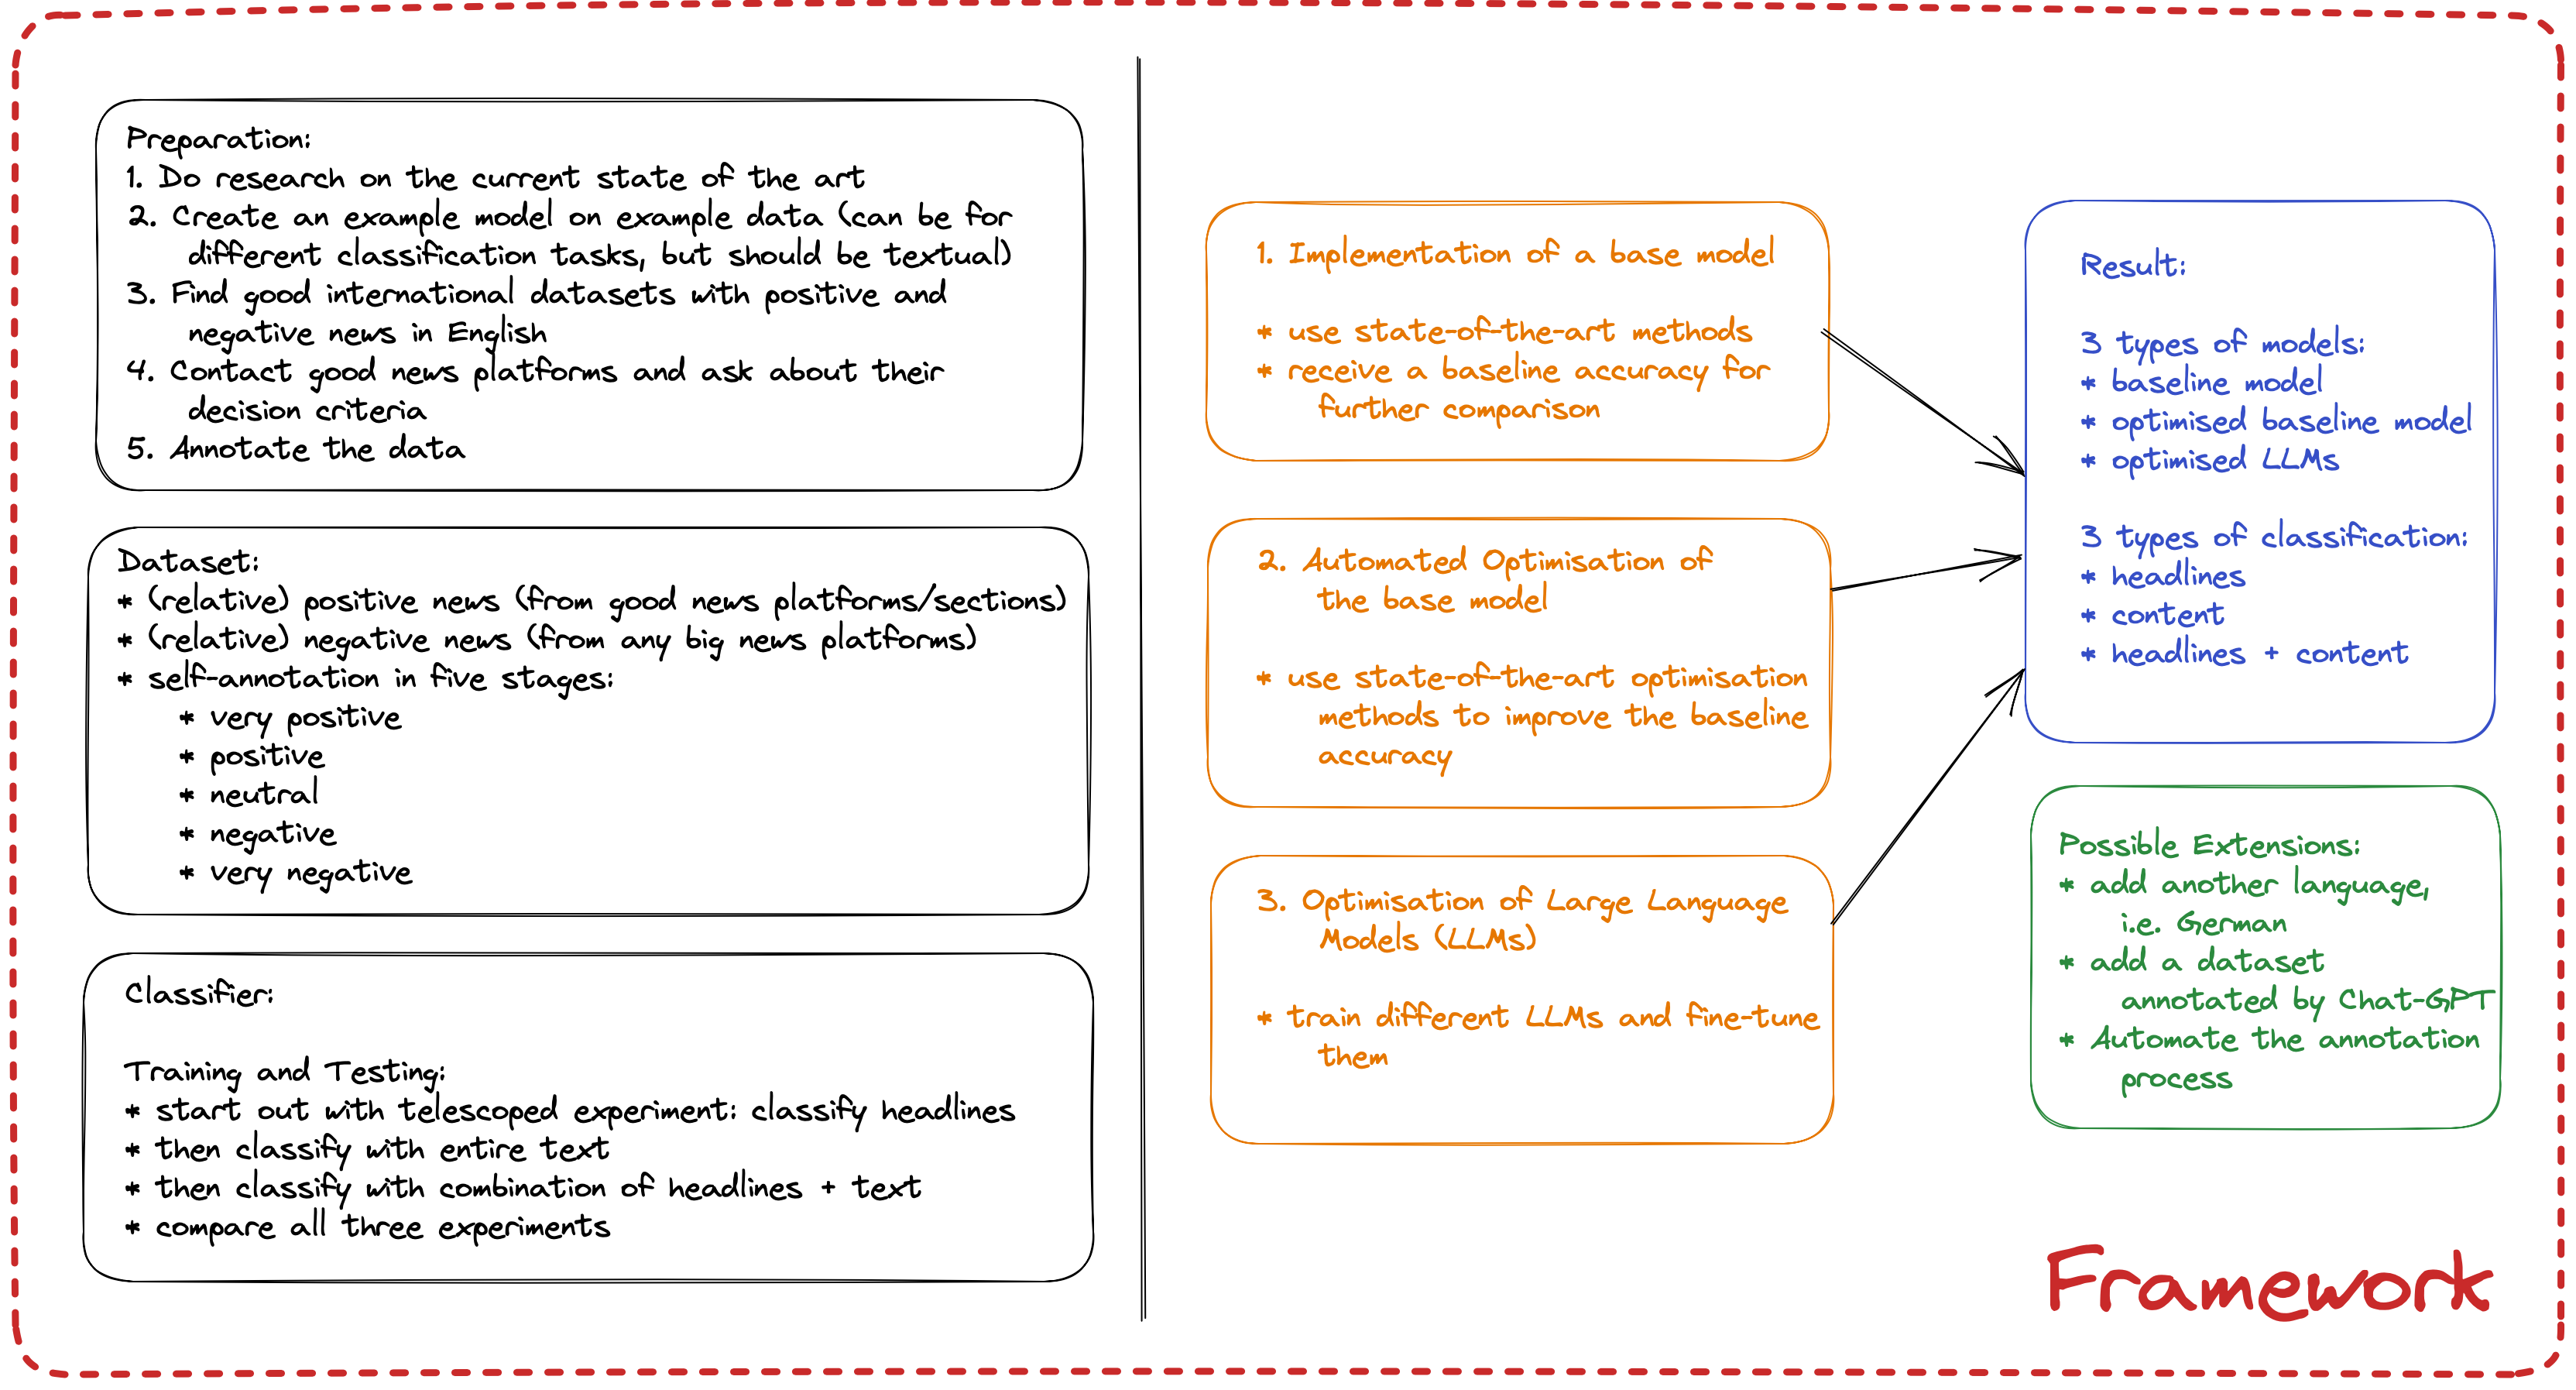 Preparation:
1. Do research on the current state of the art
2. Create an example model on example data (can be for
different classification tasks, but should be textual)
3. Find good international datasets with positive and
negative news in English
4. Contact good news platforms and ask about their
decision criteria
5. Annotate the data
Dataset:
* (relative) positive news (from good news platforms/sections)
* (relative) negative news (from any big news platforms)
* self-annotation in five stages:
* very positive
* positive
* neutral
* negative
* very negative
Classifier:
Training and Testing:
* start out with telescoped experiment: classify headlines
* then classify with entire text
* then classify with combination of headlines + text
* compare all three experiments
1. Implementation of a base model
* use state-of-the-art methods
* receive a baseline accuracy for
further comparison
2. Automated Optimisation of
the base model
* use state-of-the-art optimisation
methods to improve the baseline
accuracy
3. Optimisation of Large Language
Models (LLMs)
* train different LLMs and fine-tune
them
Result:
3 types of models:
* baseline model
* optimised baseline model
* optimised LLMs
3 types of classification:
* headlines
* content
* headlines + content
Possible Extensions:
* add another language,
i.e. German
* add a dataset
annotated by Chat-GPT
* Automate the annotation
process
Framework